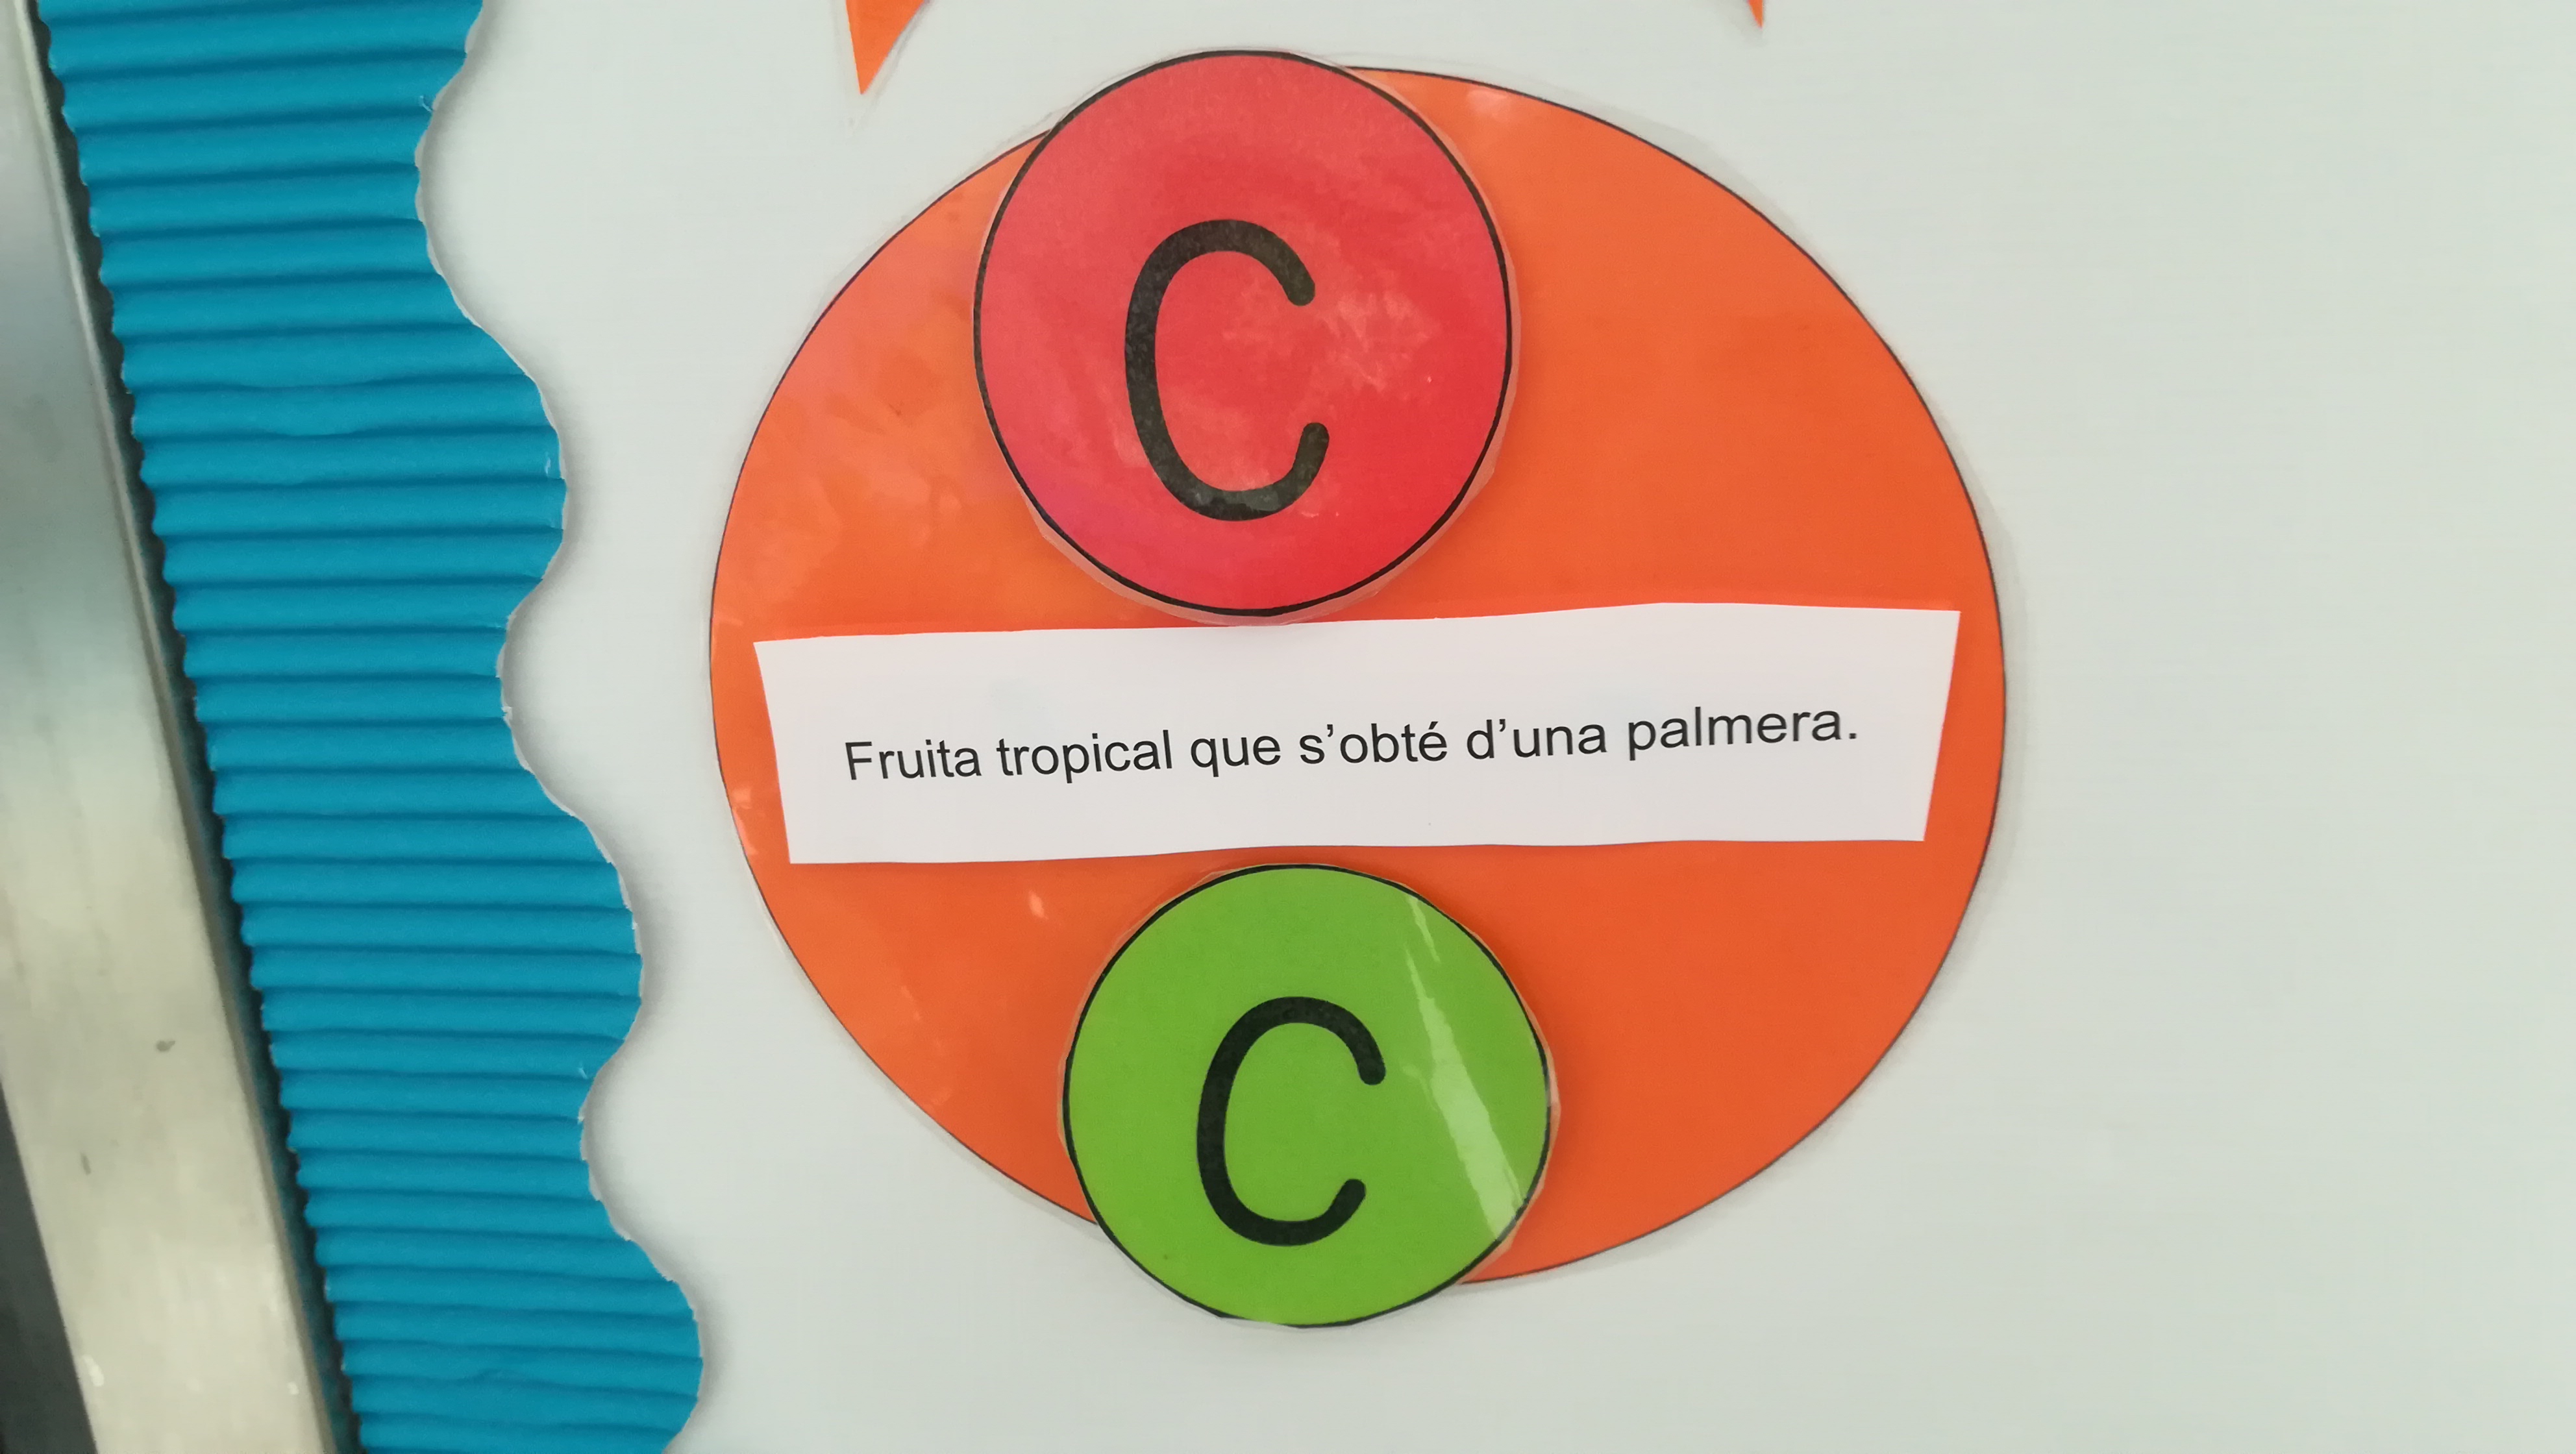 C
Fruita tropical que s’obté d’una palmera.
C